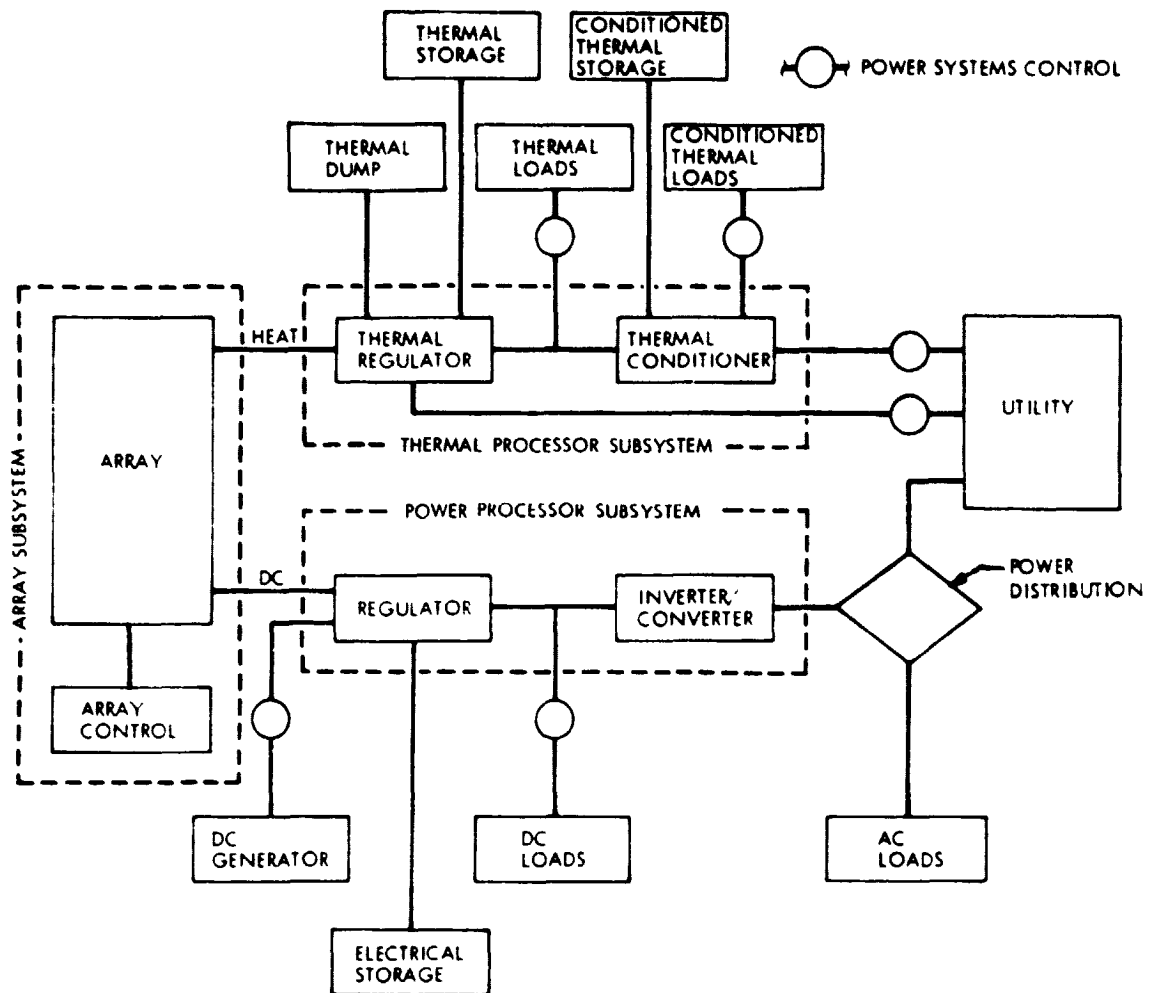 THERMAL
STORAGE
CONDITIONED
THERMAL
STORAGE
POWER SYSTEMS CONTROL
THERMAL
DUMP
THERMAL
LOADS
CONDITIONED
THERMAL
LOADS
HEAT
THERMAL
REGULATOR
THERMAL
CONDITIONER
UTILITY
ARRAY
THERMAL PROCESSOR SUBSYSTEM
ARRAY SUBSYSTEM
POWER PROCESSOR SUBSYSTEM
DC
REGULATOR
INVERTER/
CONVERTER
POWER
DISTRIBUTION
ARRAY
CONTROL
DC
GENERATOR
DC
LOADS
AC
LOADS
ELECTRICAL
STORAGE